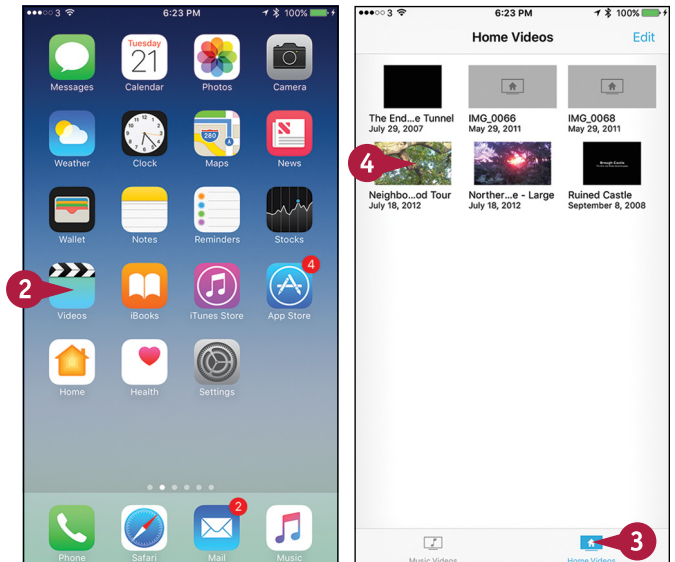 3 6:23 PM 100%
Tuesday
21
Messages Calendar Photos Camera
280
Weather Clock Maps News
Wallet Notes Reminders Stocks
2
4
Videos iBooks iTunes Store App Store
Home Health Settings
2
Phone Safari Mail Music
3 6:23 PM 100%
Home Videos Edit
The End...e Tunnel IMG_0066 IMG_0068
July 29, 2007 May 29, 2011 May 29, 2011
4
Brough Castle
Neighbo...od Tour Norther...e - Large Ruined Castle
July 18, 2012 July 18, 2012 September 8, 2008
3
Music Videos Home Videos